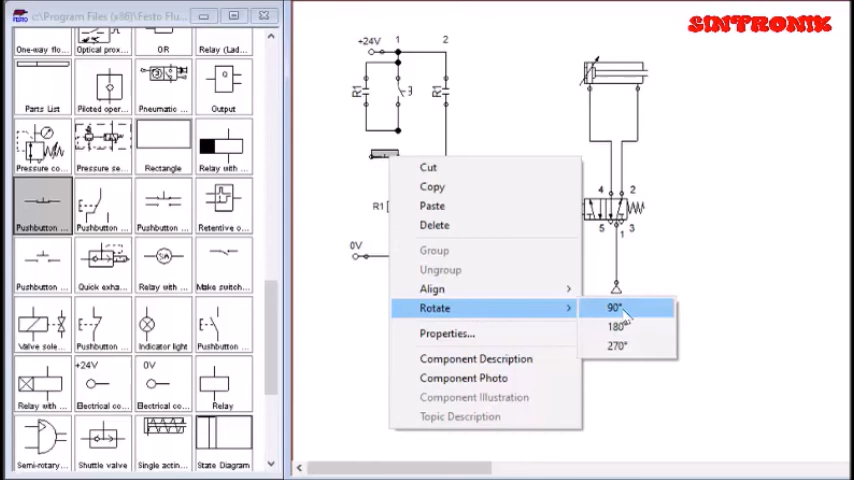 c:\Program Files (x86)\Festo Flu...
SINTRONIK
One-way flo...
Optical prox...
OR
Relay (Lad...
Parts List
Piloted oper...
Pneumatic ...
Output
Pressure co...
Pressure se...
Rectangle
Relay with ...
Pushbutton ...
Pushbutton ...
Pushbutton ...
Retentive o...
Pushbutton ...
Quick exha...
Relay with ...
Make switch...
Valve sole...
Pushbutton ...
Indicator light
Pushbutton ...
+24V
0V
Relay with ...
Electrical co...
Electrical co...
Relay
Semi-rotary...
Shuttle valve
Single actin...
State Diagram
+24V
1
2
R1
R1
R1
0V
4
2
5
3
1
Cut
Copy
Paste
Delete
Group
Ungroup
Align
Rotate
Properties...
Component Description
Component Photo
Component Illustration
Topic Description
90°
180°
270°